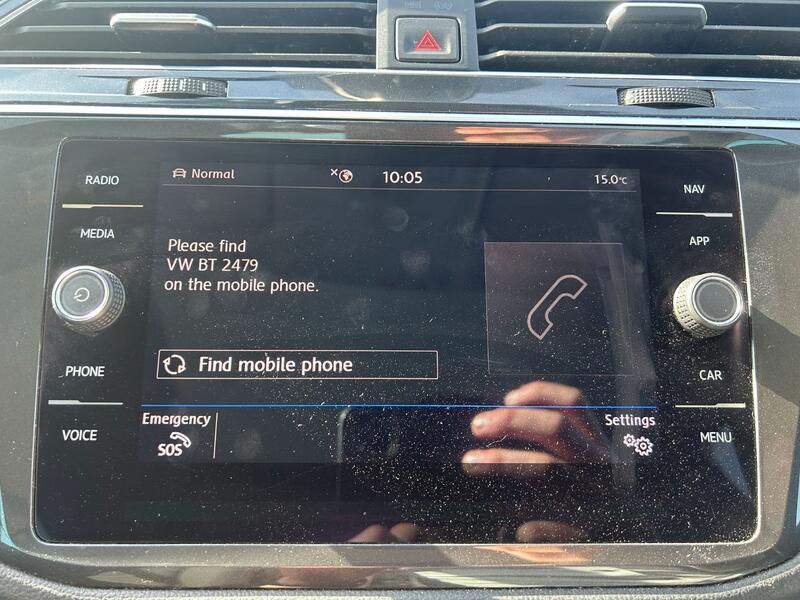 RADIO
MEDIA
PHONE
VOICE
Normal
10:05
15.0°C
Please find
VW BT 2479
on the mobile phone.
Find mobile phone
Emergency
SOS
Settings
NAV
APP
CAR
MENU